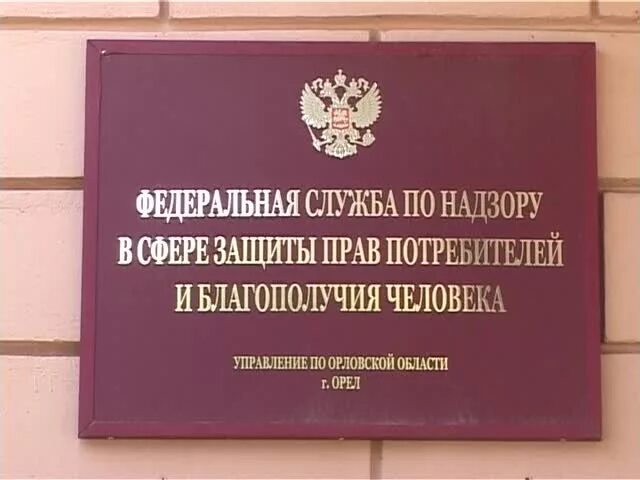 ФЕДЕРАЛЬНАЯ СЛУЖБА ПО НАДЗОРУ
В СФЕРЕ ЗАЩИТЫ ПРАВ ПОТРЕБИТЕЛЕЙ
И БЛАГОПОЛУЧИЯ ЧЕЛОВЕКА
УПРАВЛЕНИЕ ПО ОРЛОВСКОЙ ОБЛАСТИ
г. ОРЕЛ